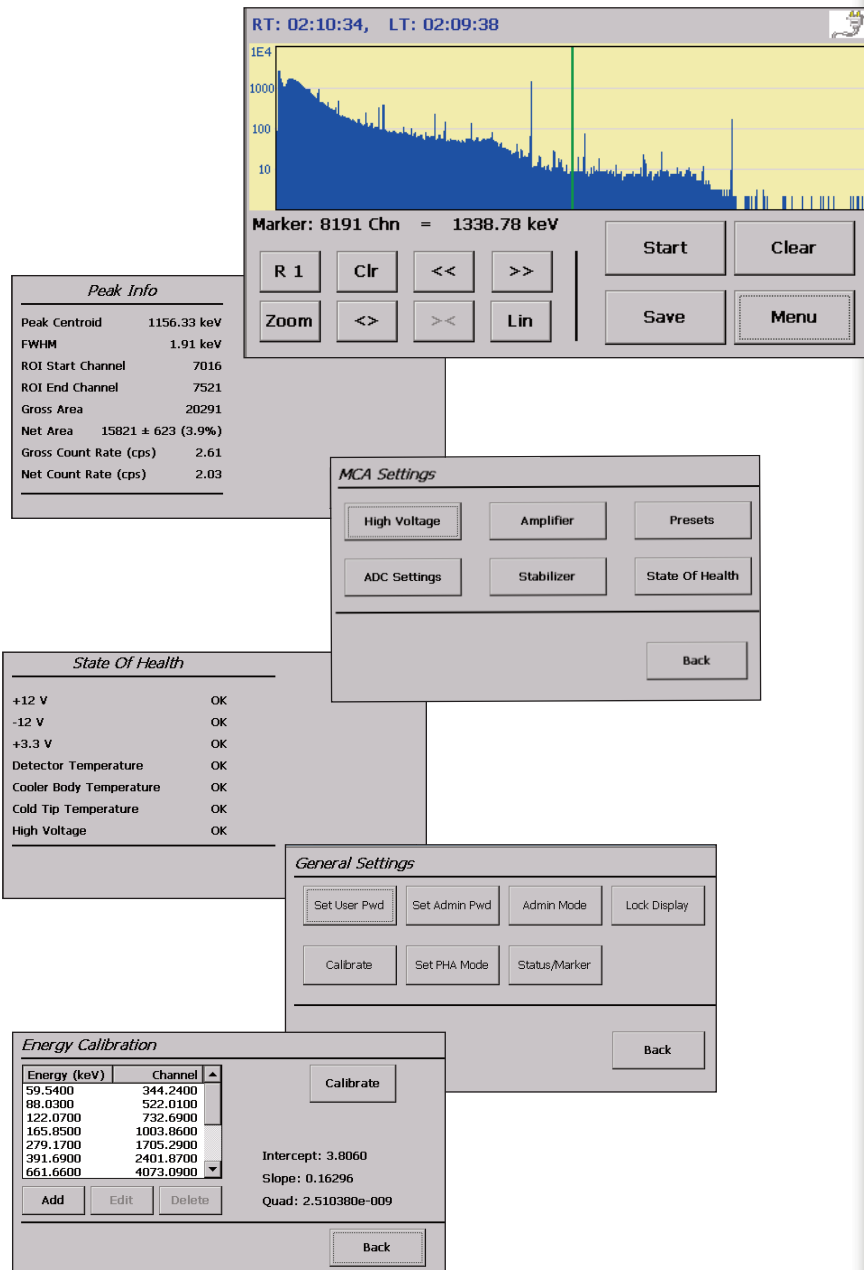 RT: 02:10:34, LT: 02:09:38
1E4
1000
100
10
Marker: 8191 Chn = 1338.78 keV
R 1 Clr << >>
Zoom <> >< Lin
Start Clear
Save Menu
Peak Info
Peak Centroid 1156.33 keV
FWHM 1.91 keV
ROI Start Channel 7016
ROI End Channel 7521
Gross Area 20291
Net Area 15821 ± 623 (3.9%)
Gross Count Rate (cps) 2.61
Net Count Rate (cps) 2.03
MCA Settings
High Voltage Amplifier Presets
ADC Settings Stabilizer State Of Health
Back
State Of Health
+12 V OK
-12 V OK
+3.3 V OK
Detector Temperature OK
Cooler Body Temperature OK
Cold Tip Temperature OK
High Voltage OK
General Settings
Set User Pwd Set Admin Pwd Admin Mode Lock Display
Calibrate Set PHA Mode Status/Marker
Back
Energy Calibration
Energy (keV) Channel
59.5400 344.2400
88.0300 522.0100
122.0700 732.6900
165.8500 1003.8600
279.1700 1705.2900
391.6900 2401.8700
661.6600 4073.0900
Calibrate
Intercept: 3.8060
Slope: 0.16296
Quad: 2.510380e-009
Add Edit Delete
Back